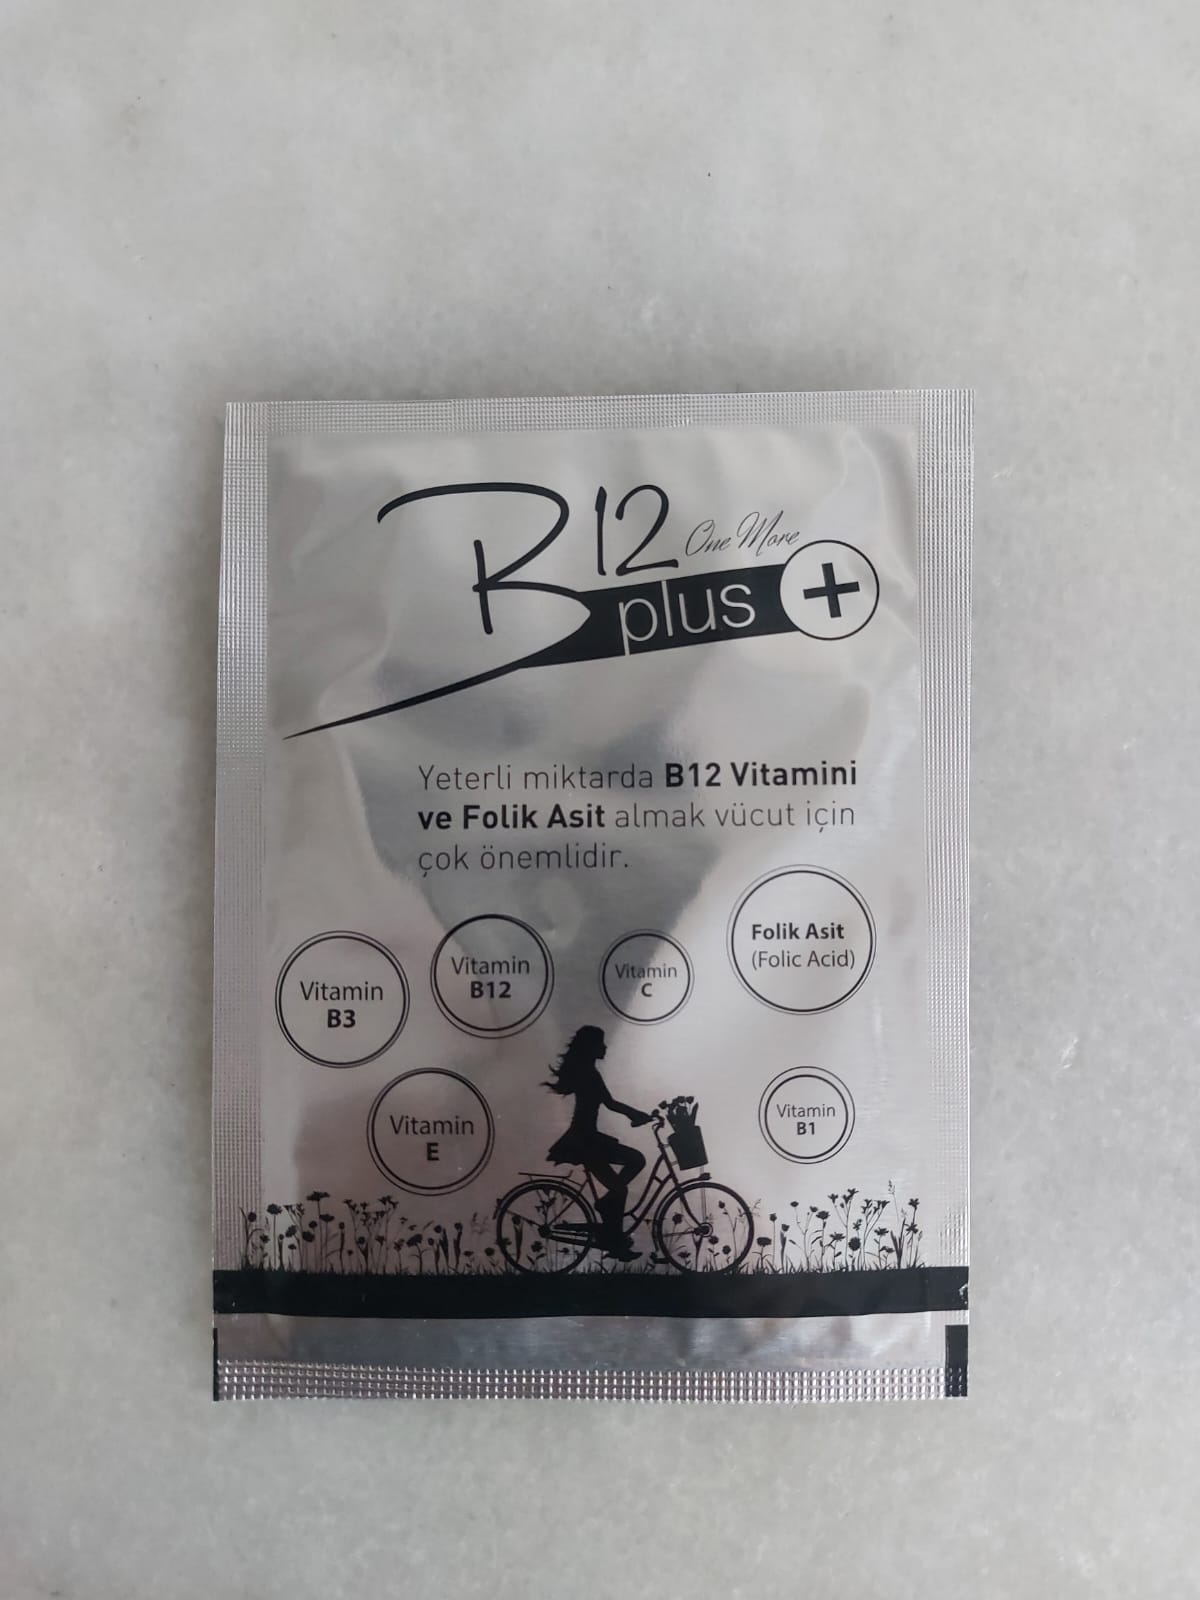 B12 One More
plus +
Yeterli miktarda B12 Vitamini
ve Folik Asit almak vücut için
çok önemlidir.
Folik Asit
(Folic Acid)
Vitamin
B12
Vitamin
C
Vitamin
B3
Vitamin
E
Vitamin
B1